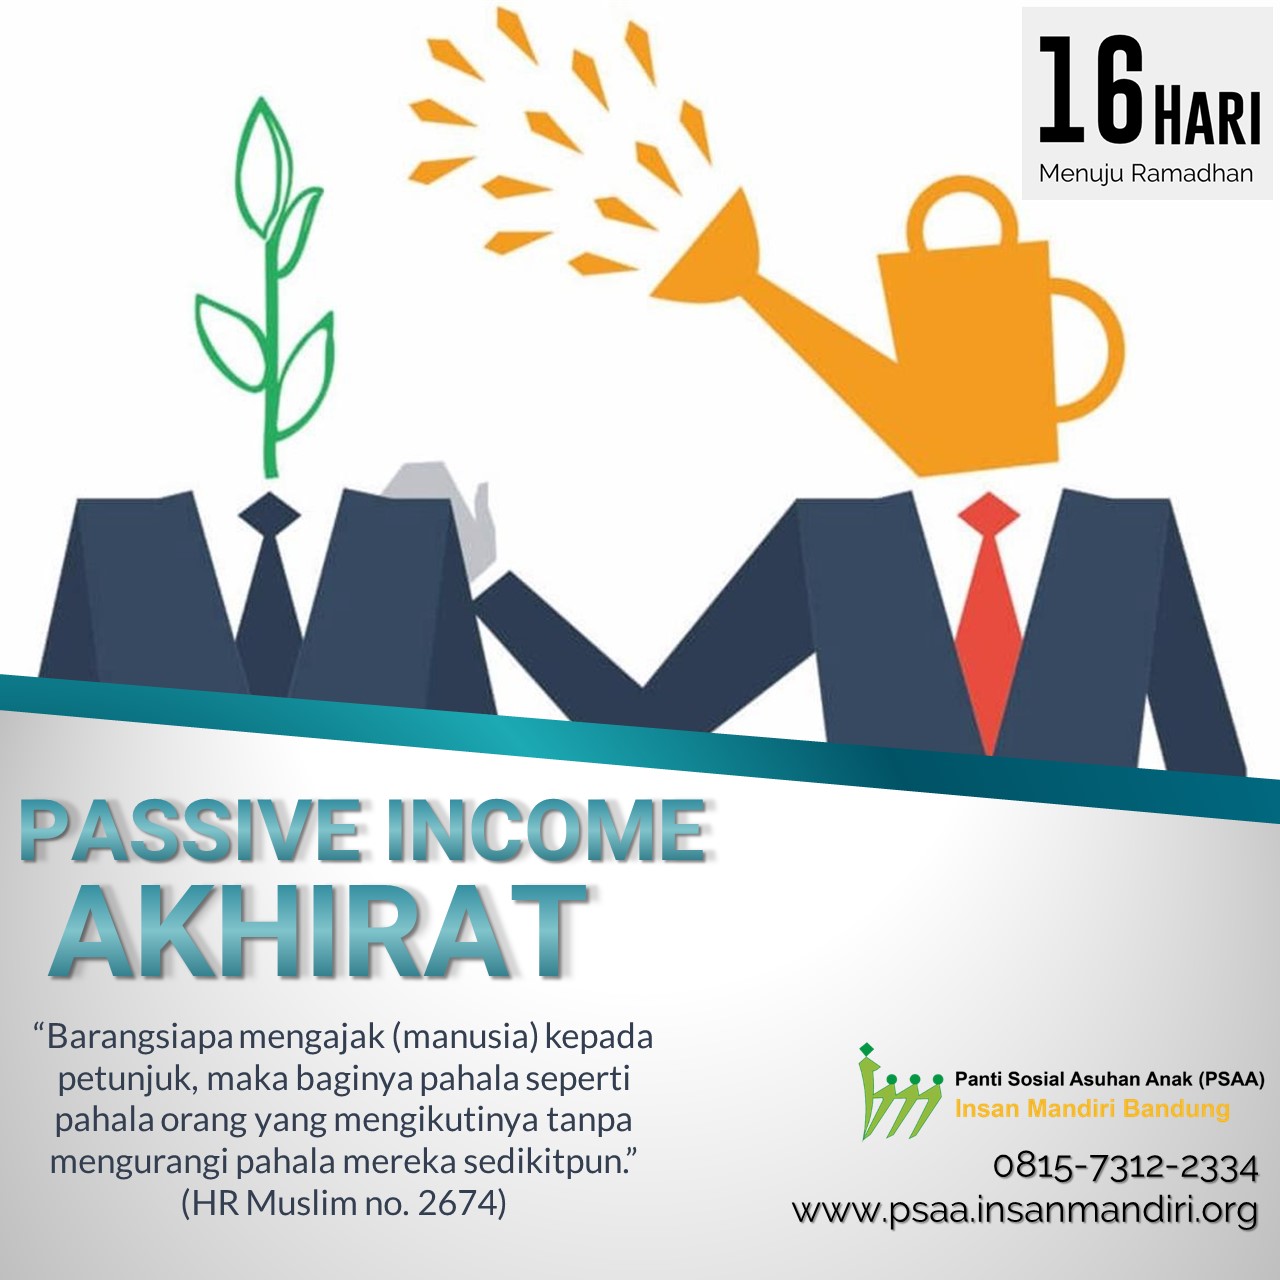 16 HARI
Menuju Ramadhan
PASSIVE INCOME
AKHIRAT
“Barangsiapa mengajak (manusia) kepada
petunjuk, maka baginya pahala seperti
pahala orang yang mengikutinya tanpa
mengurangi pahala mereka sedikitpun.”
(HR Muslim no. 2674)
Panti Sosial Asuhan Anak (PSAA)
Insan Mandiri Bandung
0815-7312-2334
www.psaa.insanmandiri.org